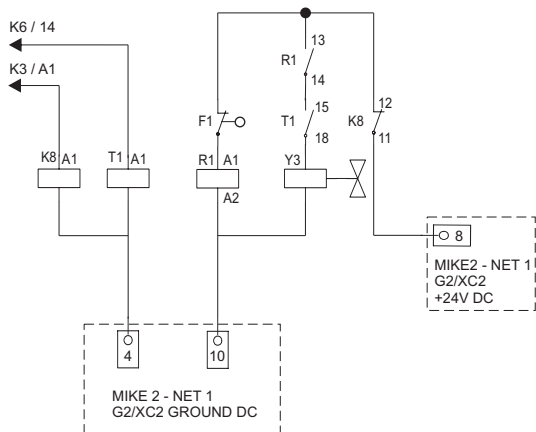 K6 / 14
K3 / A1
13
R1
14
F1
T1
15
18
K8
12
11
K8 A1
T1 A1
R1 A1
A2
Y3
8
MIKE2 - NET 1
G2/XC2
+24V DC
4
10
MIKE 2 - NET 1
G2/XC2 GROUND DC